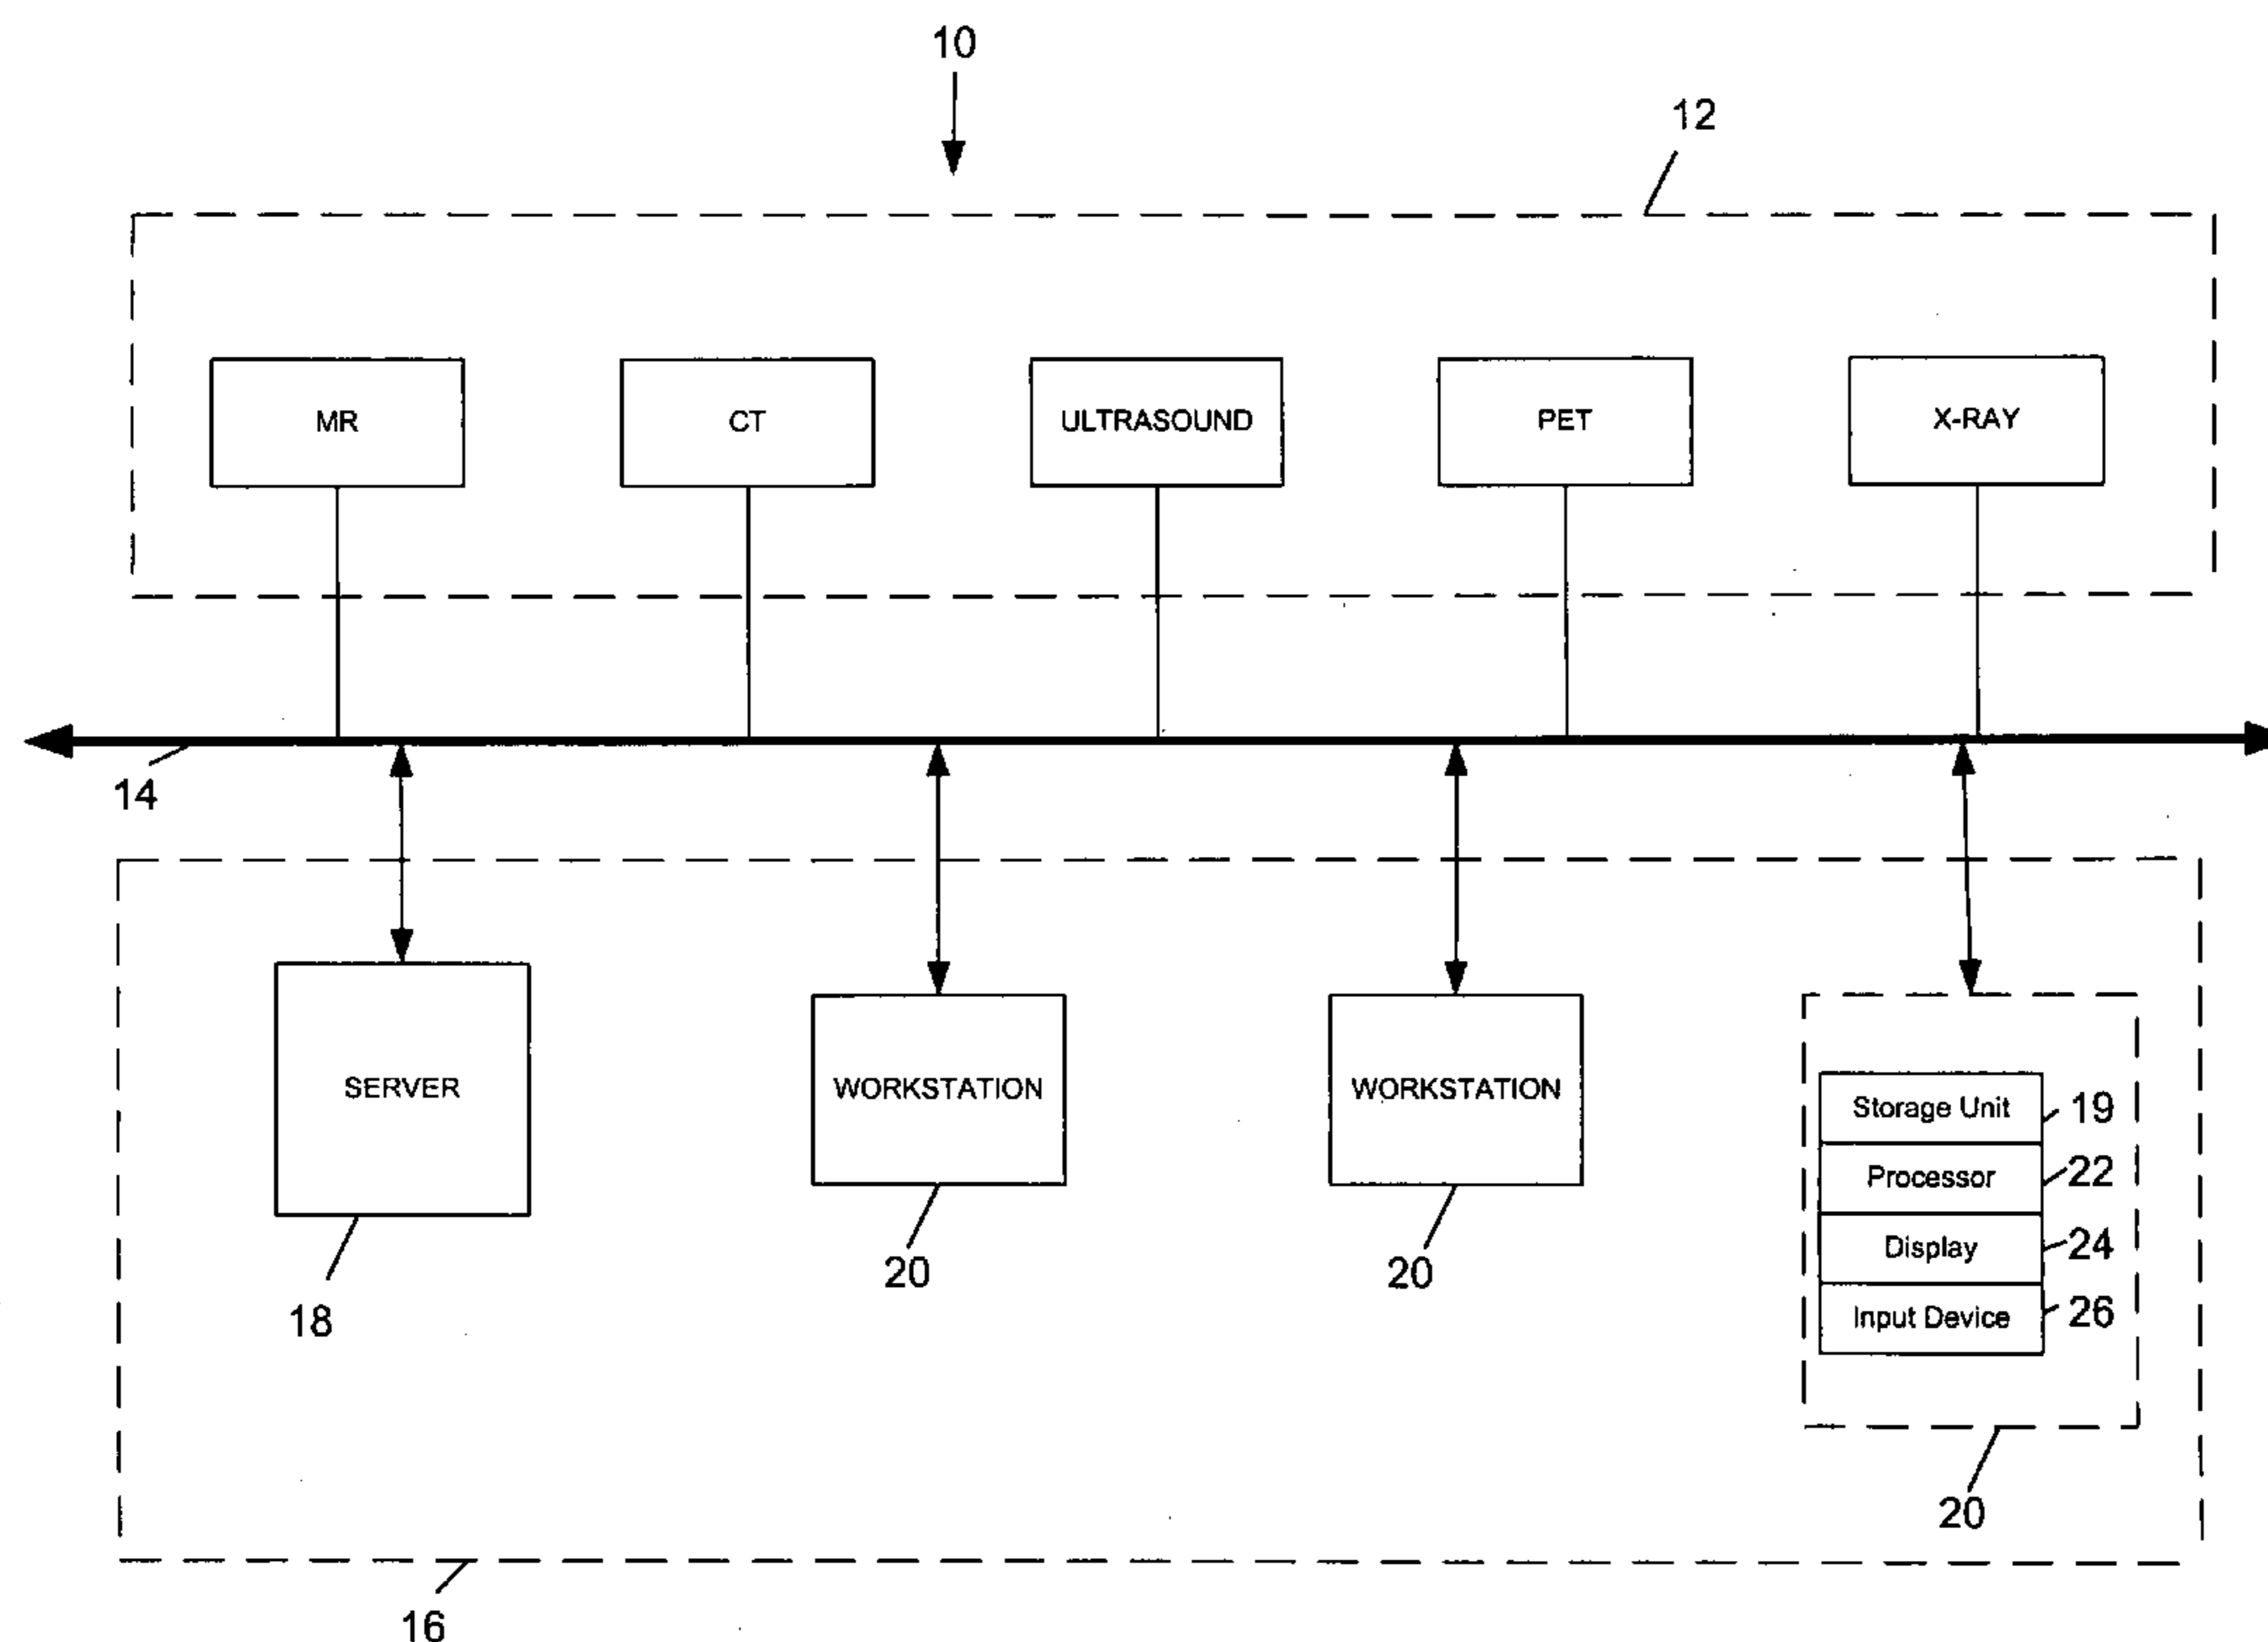 10
12
MR
CT
ULTRASOUND
PET
X-RAY
14
SERVER
WORKSTATION
WORKSTATION
Storage Unit
19
Processor
22
Display
24
Input Device
26
18
20
20
20
16